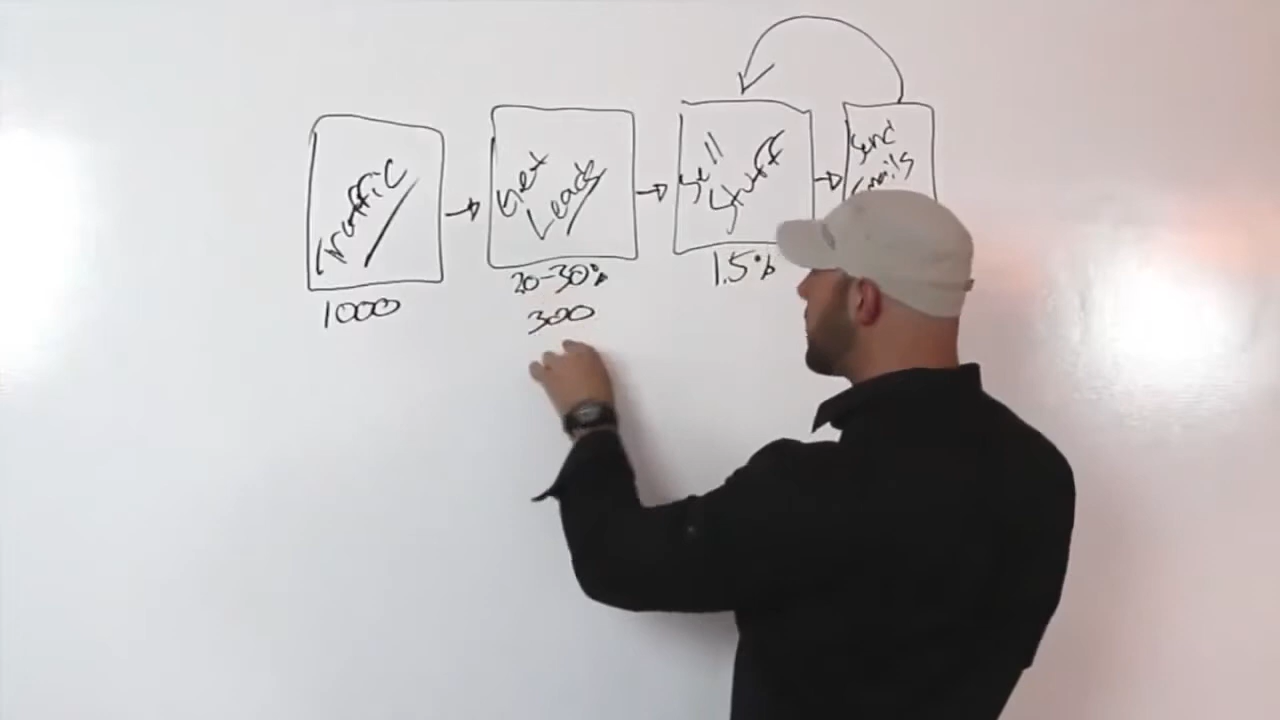 Traffic
1000
Get
Leads
20-30%
300
Sell
Stuff
1.5%
Send
Emails